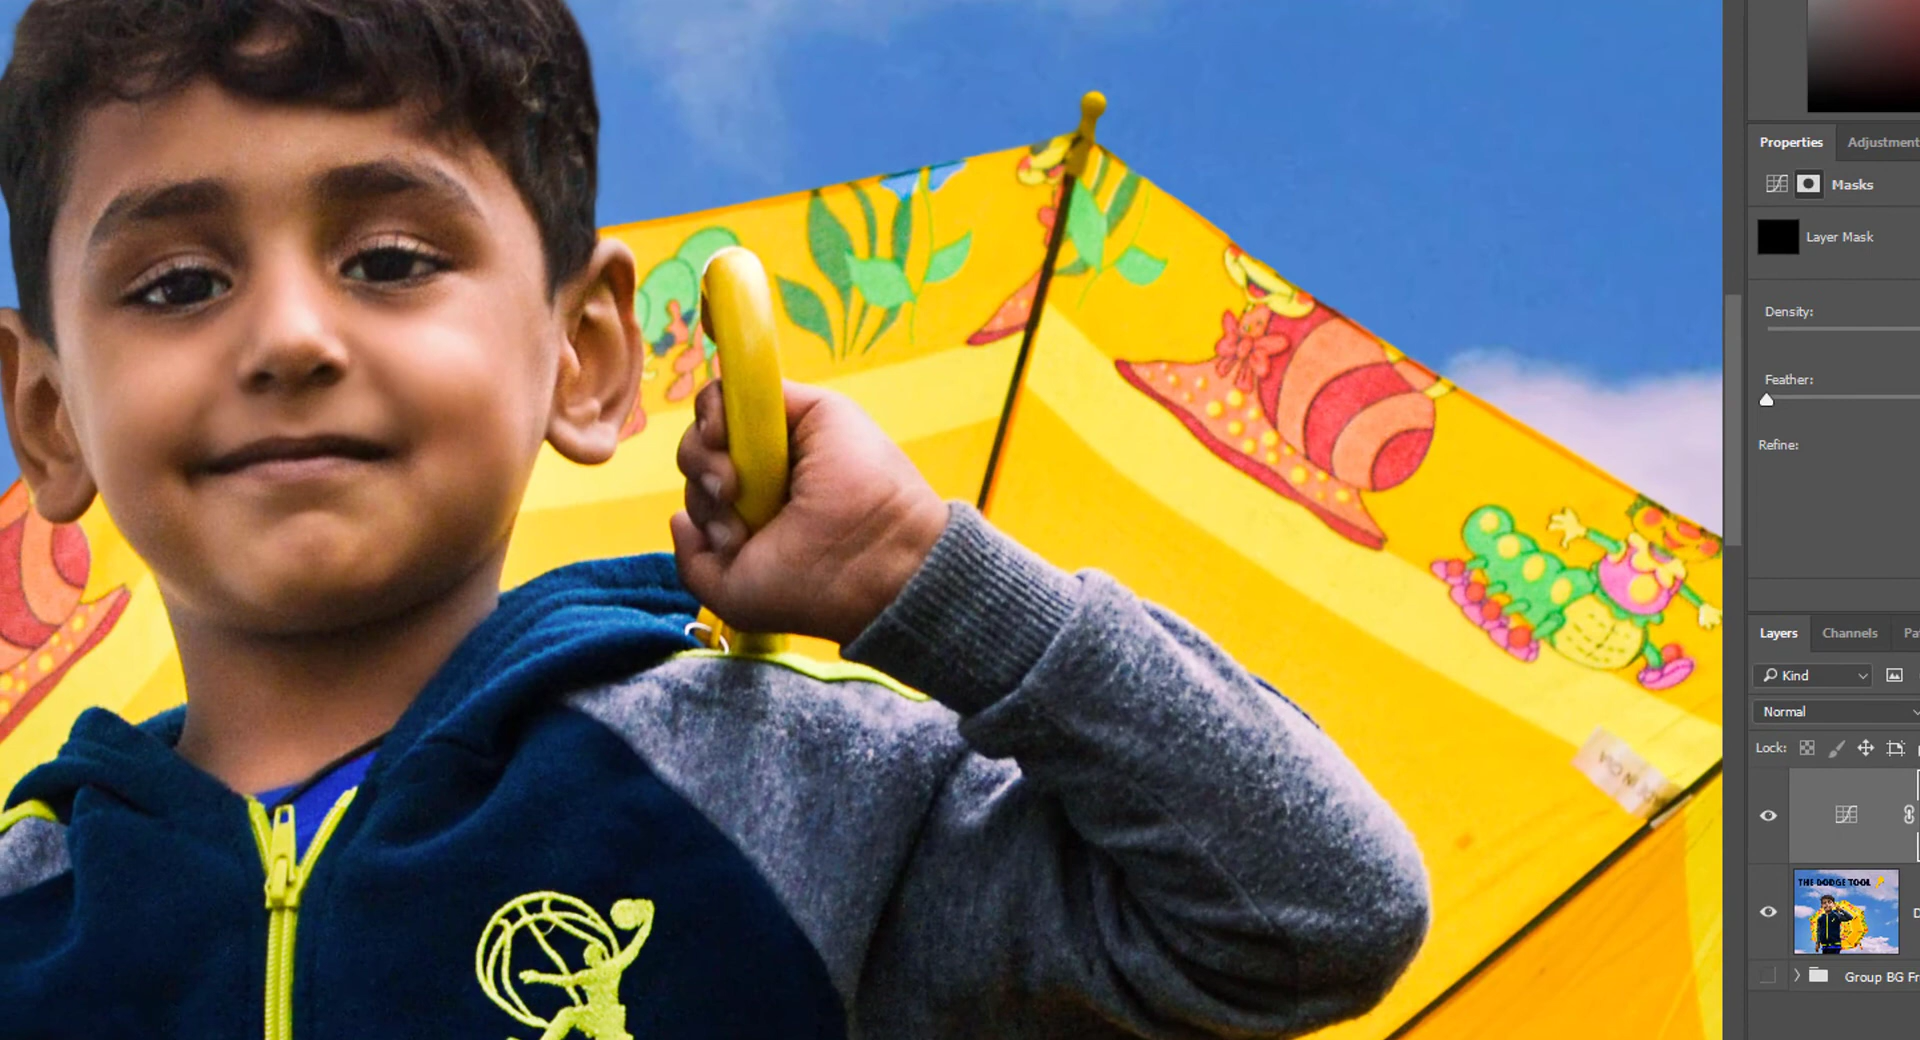 Properties
Adjustment
Masks
Layer Mask
Density:
Feather:
Refine:
Layers
Channels
Pa
Kind
Normal
Lock:
THE DODGE TOOL
D
Group BG Fr